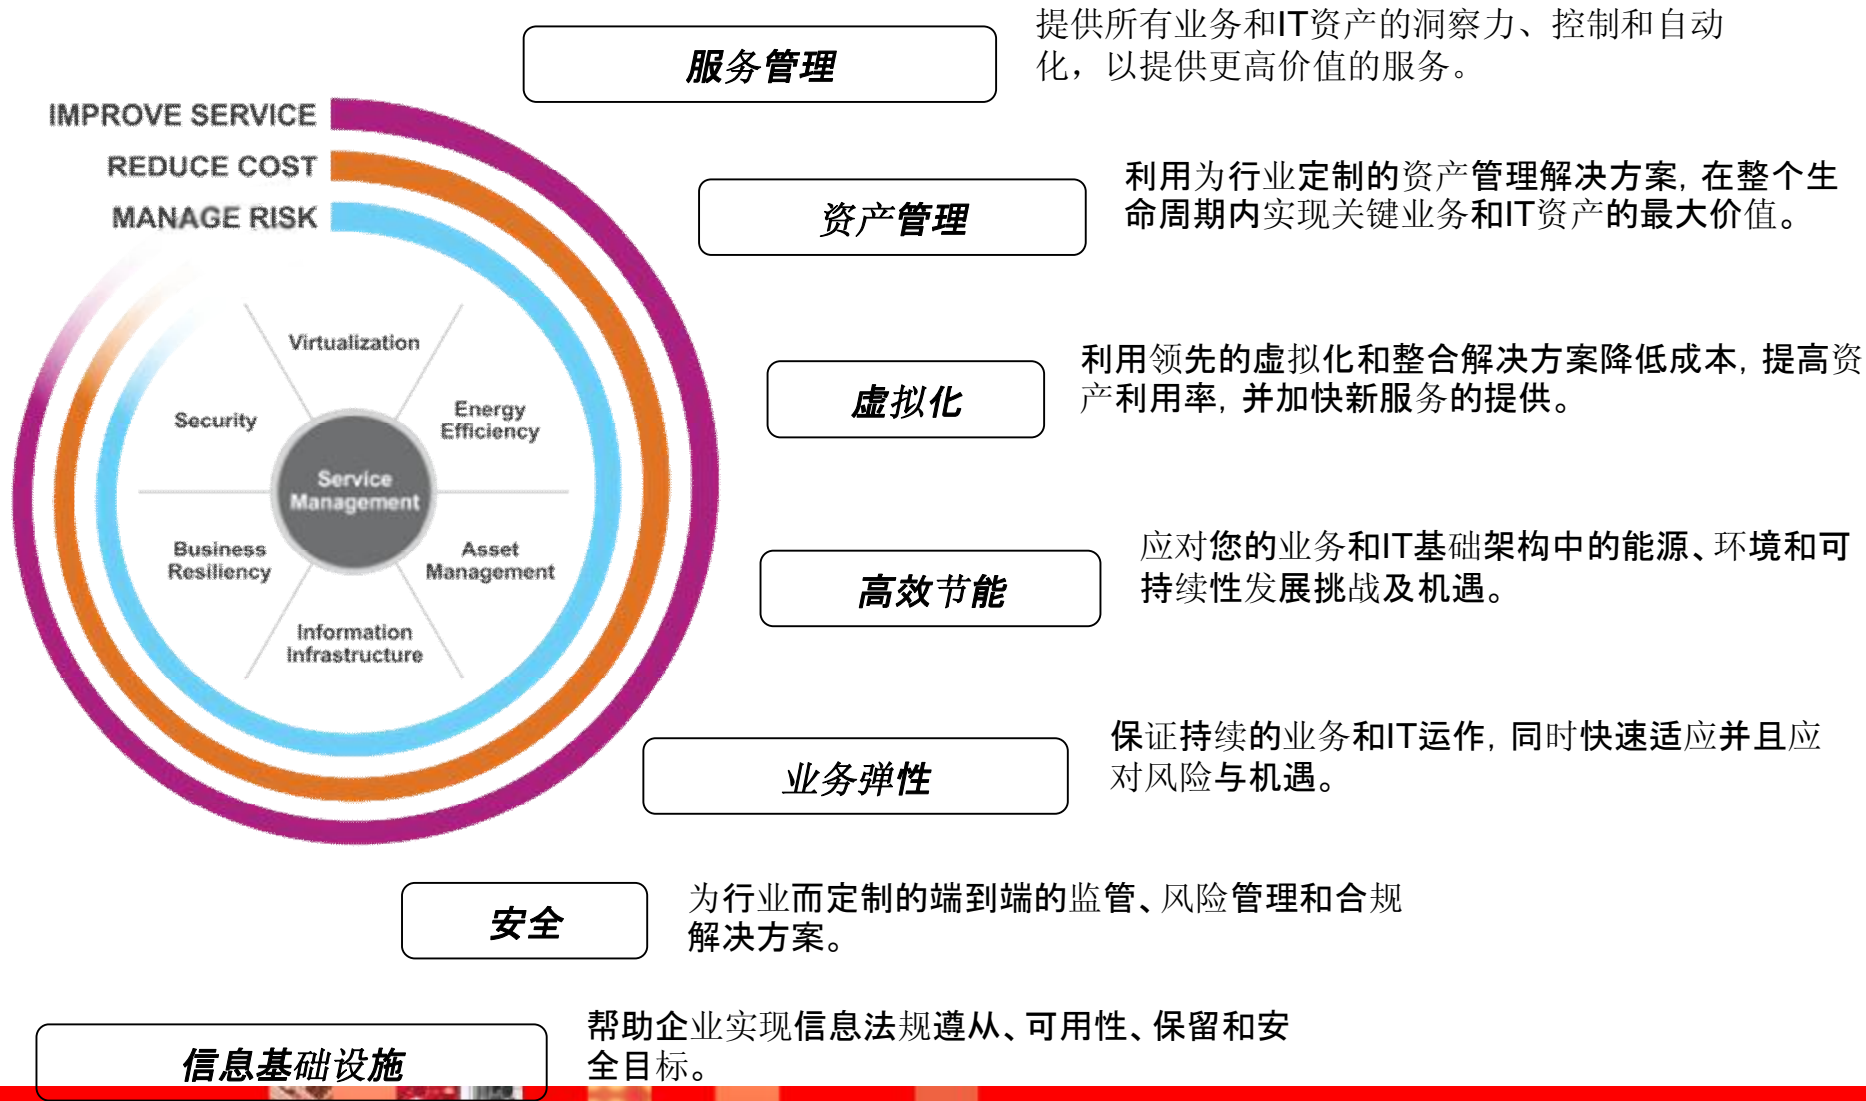 服务管理
提供所有业务和IT资产的洞察力、控制和自动
化，以提供更高价值的服务。
IMPROVE SERVICE
REDUCE COST
MANAGE RISK
资产管理
利用为行业定制的资产管理解决方案, 在整个生
命周期内实现关键业务和IT资产的最大价值。
Virtualization
Energy
Efficiency
Asset
Management
Information
Infrastructure
Business
Resiliency
Security
Service
Management
虚拟化
利用领先的虚拟化和整合解决方案降低成本, 提高资
产利用率, 并加快新服务的提供。
高效节能
应对您的业务和IT基础架构中的能源、环境和可
持续性发展挑战及机遇。
业务弹性
保证持续的业务和IT运作, 同时快速适应并且应
对风险与机遇。
安全
为行业而定制的端到端的监管、风险管理和合规
解决方案。
信息基础设施
帮助企业实现信息法规遵从、可用性、保留和安
全目标。